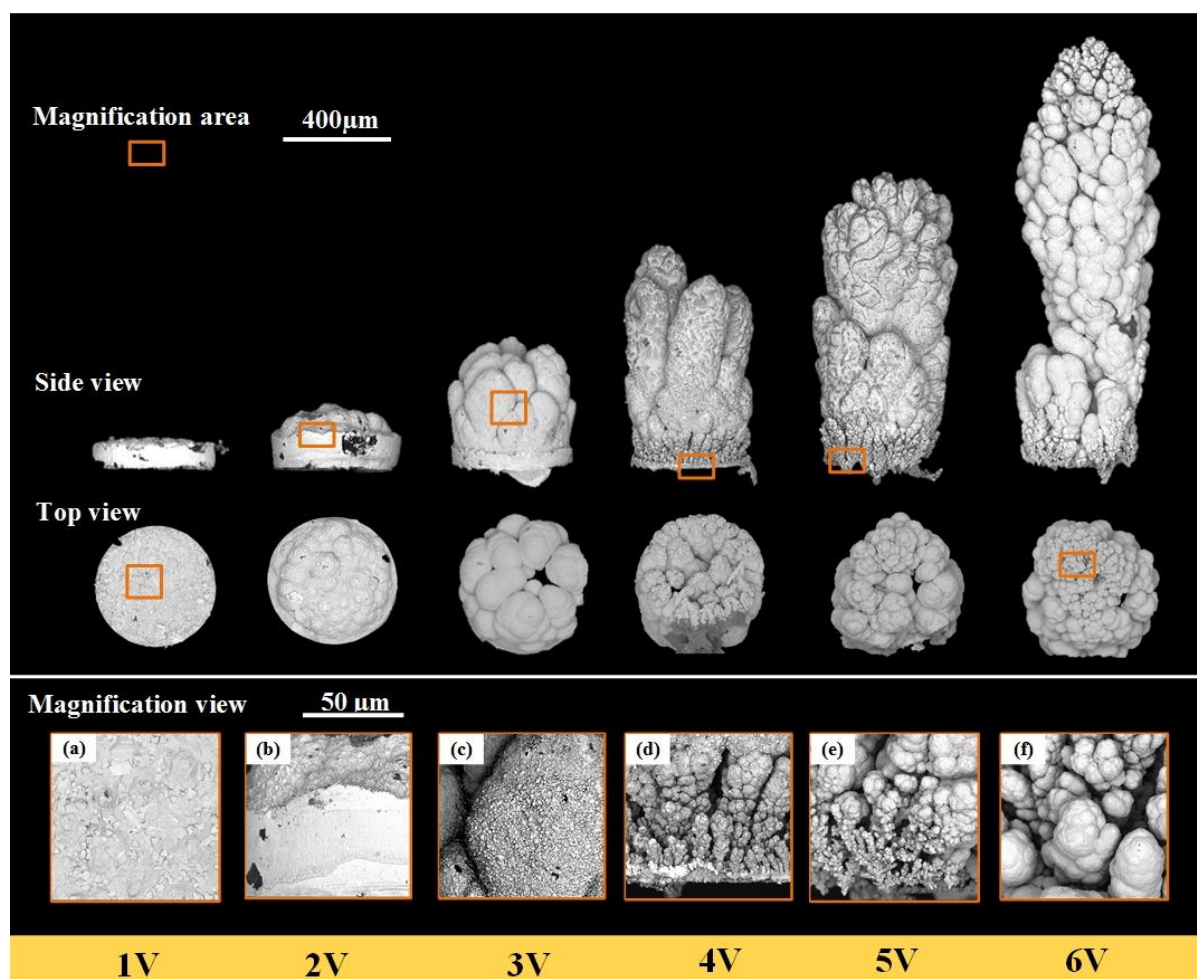 Magnification area
400μm
Side view
Top view
Magnification view
50 μm
(a) (b) (c) (d) (e) (f)
1V 2V 3V 4V 5V 6V